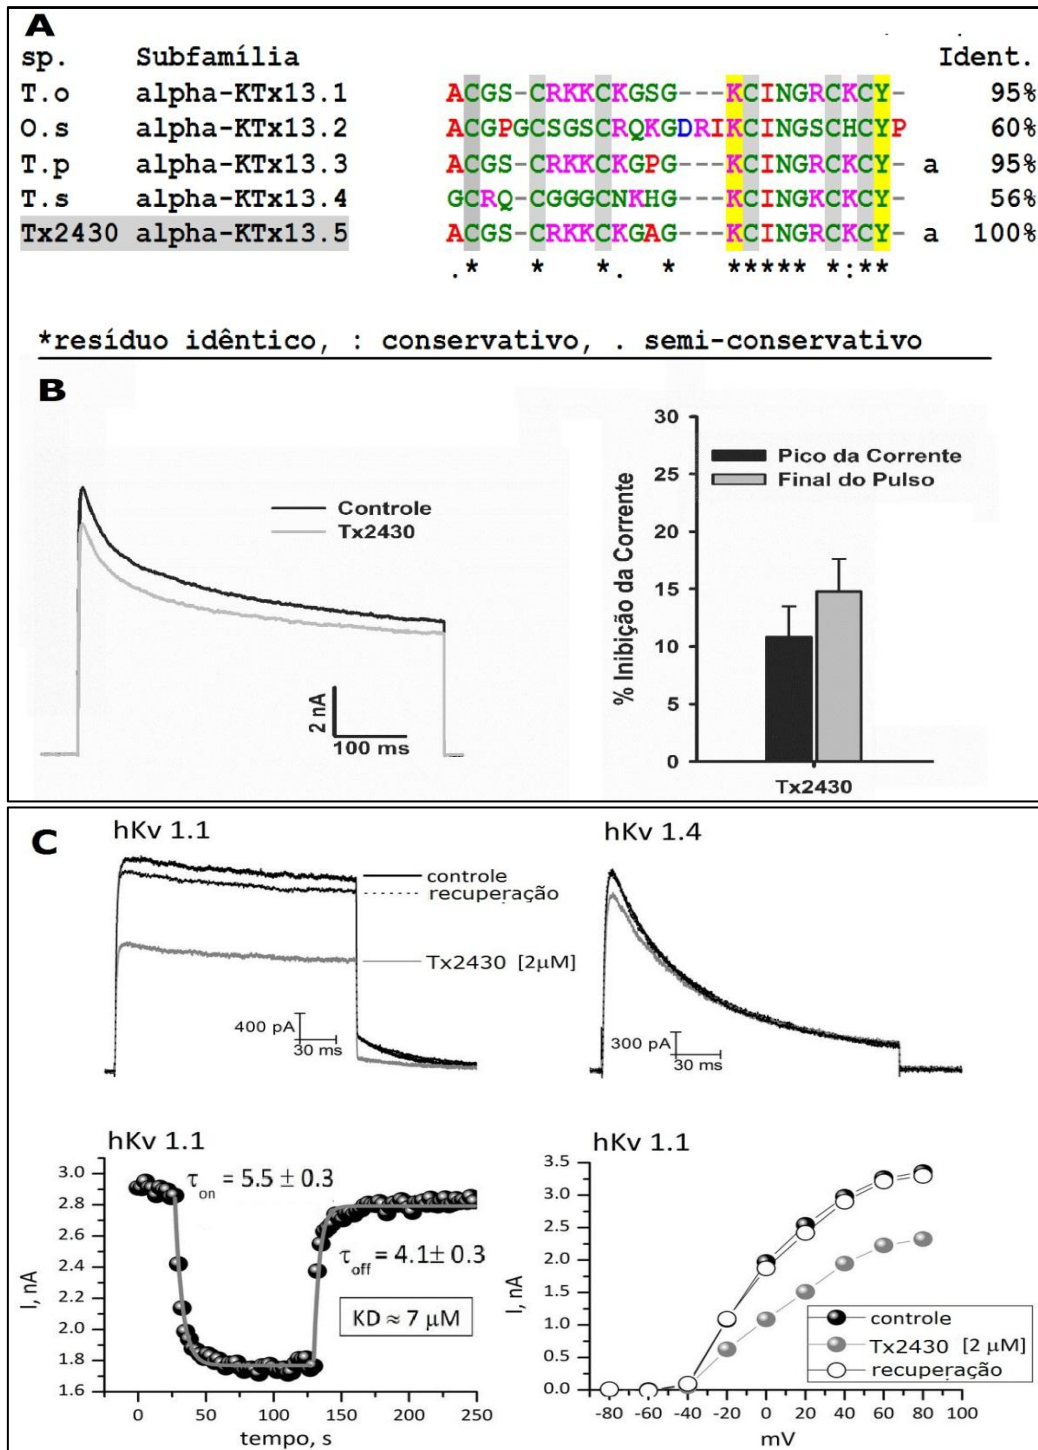 A
sp. Subfamília Ident.
T.o alpha-KTx13.1 ACGS-CRKKCKGSG---KCINGRCKCY- 95%
O.s alpha-KTx13.2 ACGPGCSGSCRQKGDRIKCINGSCHCYP 60%
T.p alpha-KTx13.3 ACGS-CRKKCKGPG---KCINGRCKCY- a 95%
T.s alpha-KTx13.4 GCRQ-CGGGCNKHG---KCINGKCKCY- 56%
Tx2430 alpha-KTx13.5 ACGS-CRKKCKGAG---KCINGRCKCY- a 100%
.* * *. * ***** *:**
*resíduo idêntico, : conservativo, . semi-conservativo
B
Controle
Tx2430
2 nA
100 ms
% Inibição da Corrente
30
25
20
15
10
5
0
Pico da Corrente
Final do Pulso
Tx2430
C
hKv 1.1
controle
recuperação
Tx2430 [2µM]
400 pA
30 ms
hKv 1.4
300 pA
30 ms
hKv 1.1
I, nA
3.0
2.8
2.6
2.4
2.2
2.0
1.8
1.6
τon = 5.5 ± 0.3
τoff = 4.1± 0.3
KD ≈ 7 µM
0 50 100 150 200 250
tempo, s
hKv 1.1
I, nA
3.5
3.0
2.5
2.0
1.5
1.0
0.5
0.0
controle
Tx2430 [2 µM]
recuperação
-80 -60 -40 -20 0 20 40 60 80 100
mV